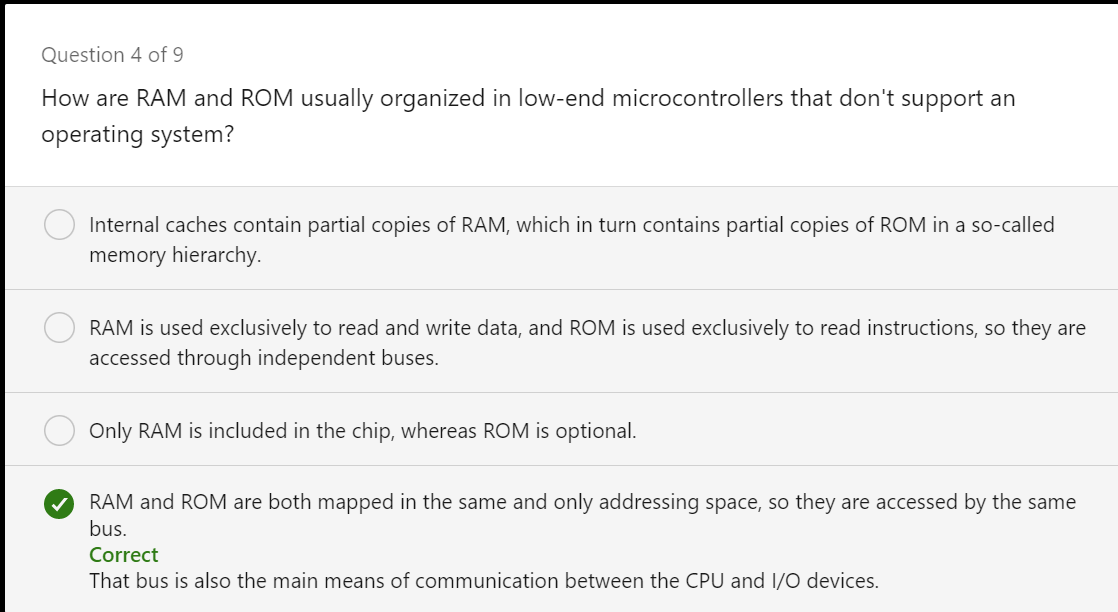 Question 4 of 9
How are RAM and ROM usually organized in low-end microcontrollers that don't support an
operating system?
Internal caches contain partial copies of RAM, which in turn contains partial copies of ROM in a so-called
memory hierarchy.
RAM is used exclusively to read and write data, and ROM is used exclusively to read instructions, so they are
accessed through independent buses.
Only RAM is included in the chip, whereas ROM is optional.
RAM and ROM are both mapped in the same and only addressing space, so they are accessed by the same
bus.
Correct
That bus is also the main means of communication between the CPU and I/O devices.